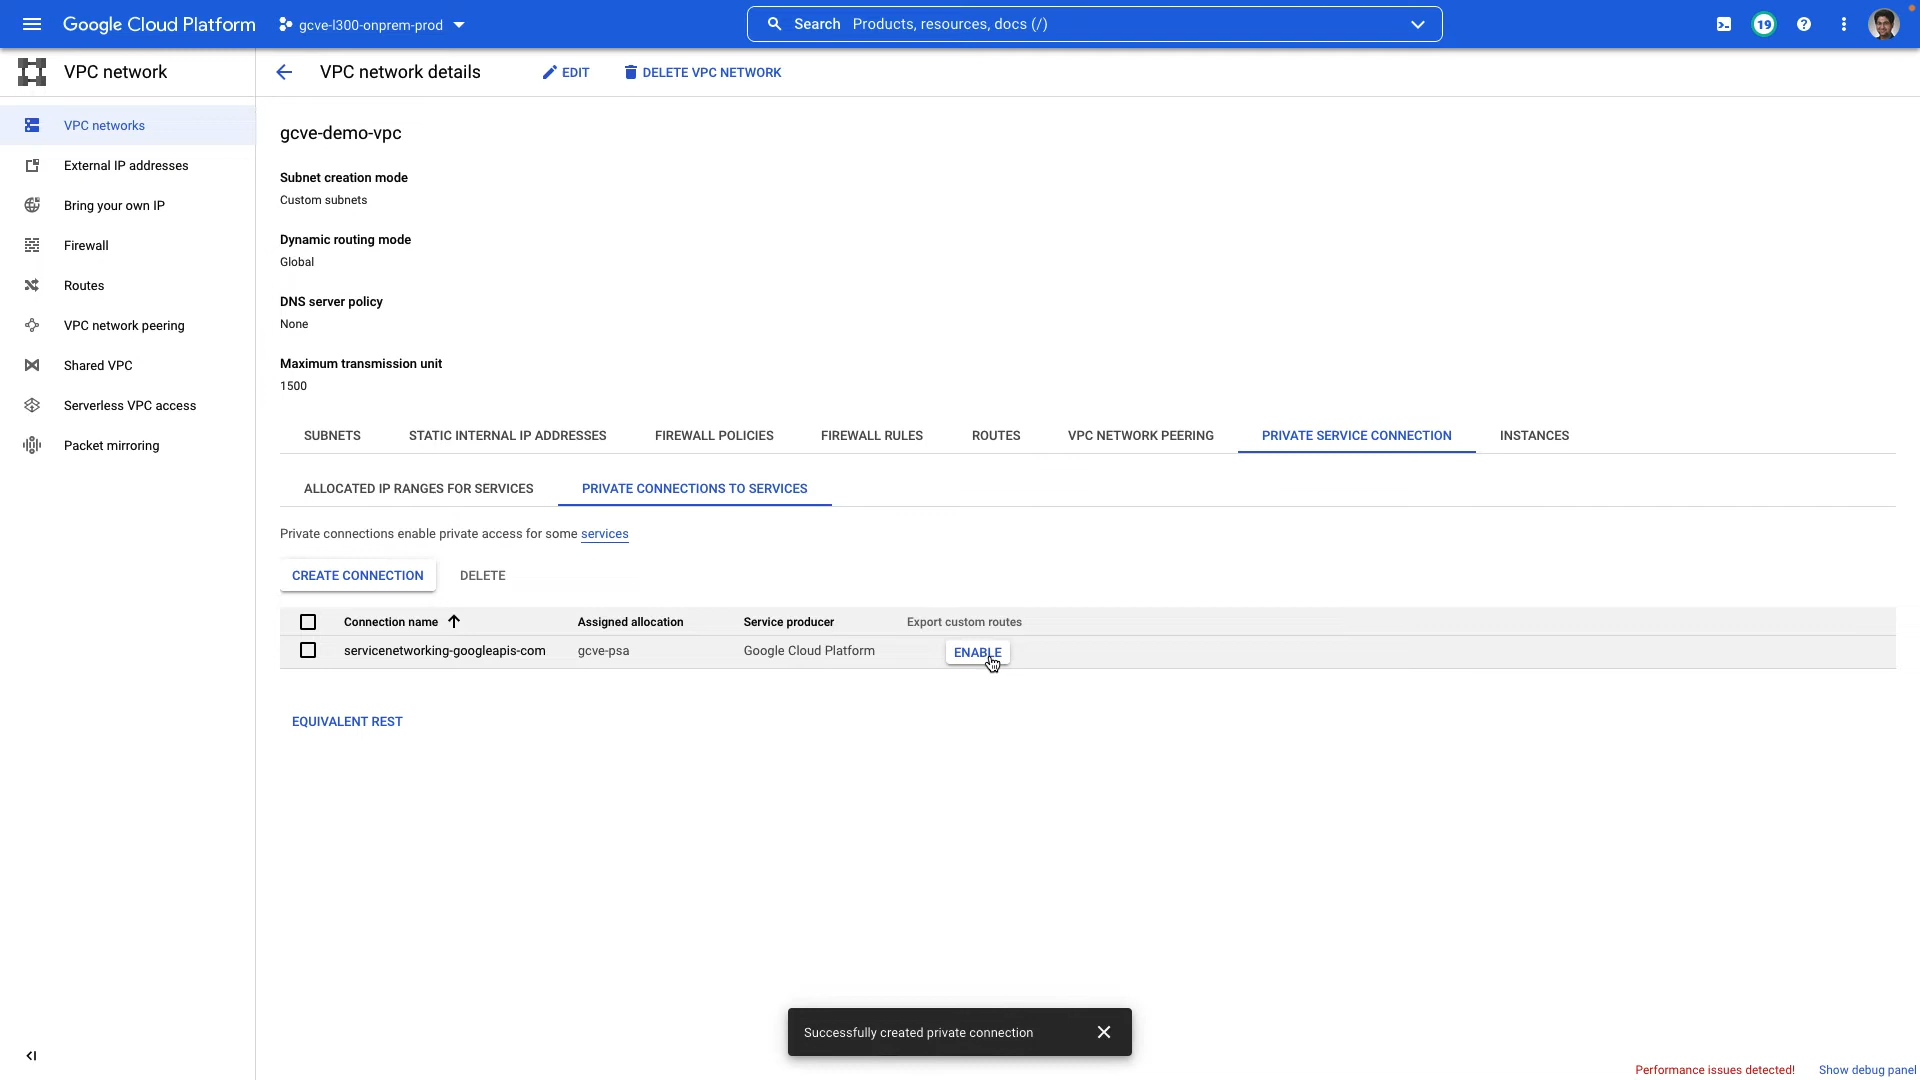 Google Cloud Platform
gcve-l300-onprem-prod
Search Products, resources, docs (/)
19
VPC network
VPC network details
EDIT
DELETE VPC NETWORK
VPC networks
External IP addresses
Bring your own IP
Firewall
Routes
VPC network peering
Shared VPC
Serverless VPC access
Packet mirroring
gcve-demo-vpc
Subnet creation mode
Custom subnets
Dynamic routing mode
Global
DNS server policy
None
Maximum transmission unit
1500
SUBNETS STATIC INTERNAL IP ADDRESSES FIREWALL POLICIES FIREWALL RULES ROUTES VPC NETWORK PEERING PRIVATE SERVICE CONNECTION INSTANCES
ALLOCATED IP RANGES FOR SERVICES PRIVATE CONNECTIONS TO SERVICES
Private connections enable private access for some services
CREATE CONNECTION DELETE
Connection name Assigned allocation Service producer Export custom routes
servicenetworking-googleapis-com gcve-psa Google Cloud Platform ENABLE
EQUIVALENT REST
Successfully created private connection
Performance issues detected! Show debug panel